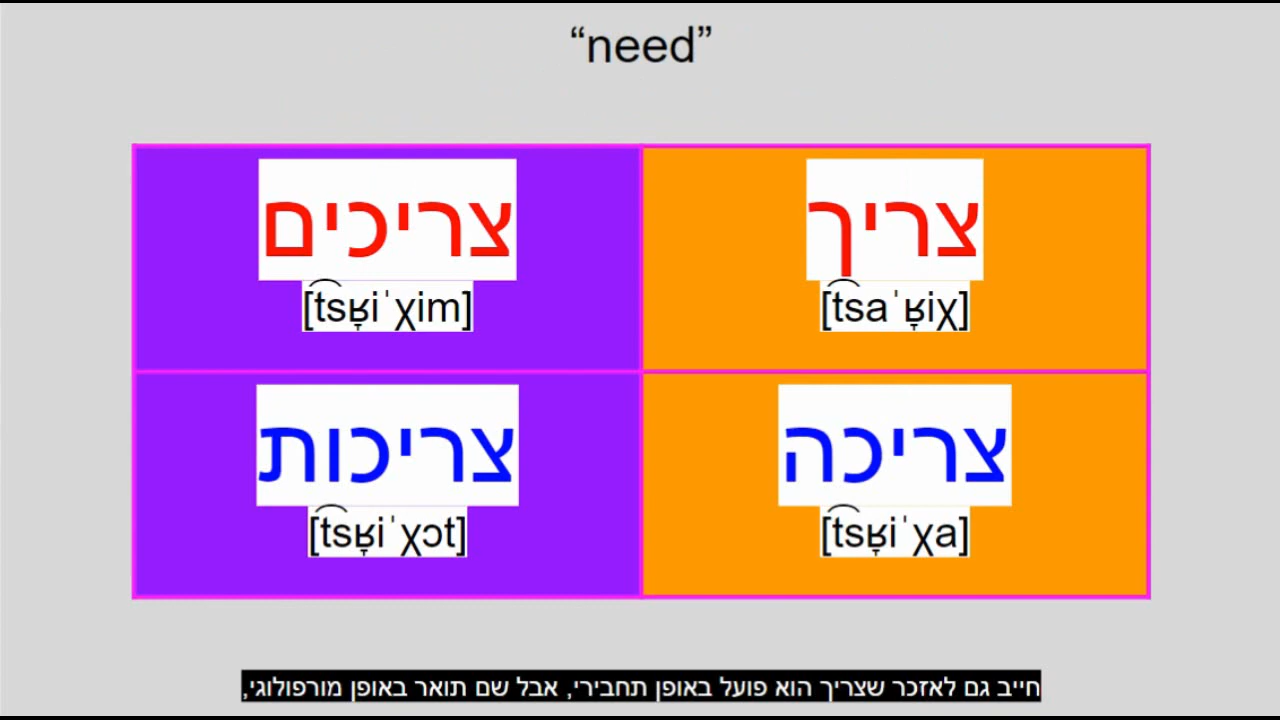 “need”
צריך
[t͡saˈʁ̞iχ]
צריכים
[t͡sʁ̞iˈχim]
צריכה
[t͡sʁ̞iˈχa]
צריכות
[t͡sʁ̞iˈχɔt]
חייב גם לאזכר שצריך הוא פועל באופן תחבירי, אבל שם תואר באופן מורפולוגי,